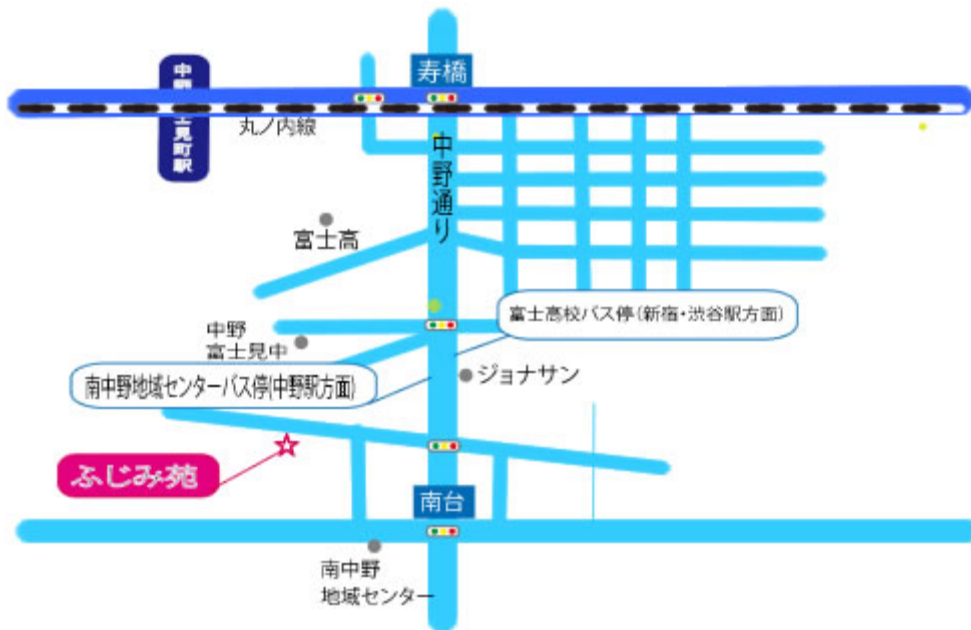 寿橋
中野富士見町駅
丸ノ内線
中野通り
富士高
富士高校バス停(新宿・渋谷駅方面)
中野
富士見中
南中野地域センターバス停(中野駅方面)
ジョナサン
ふじみ苑
南台
南中野
地域センター